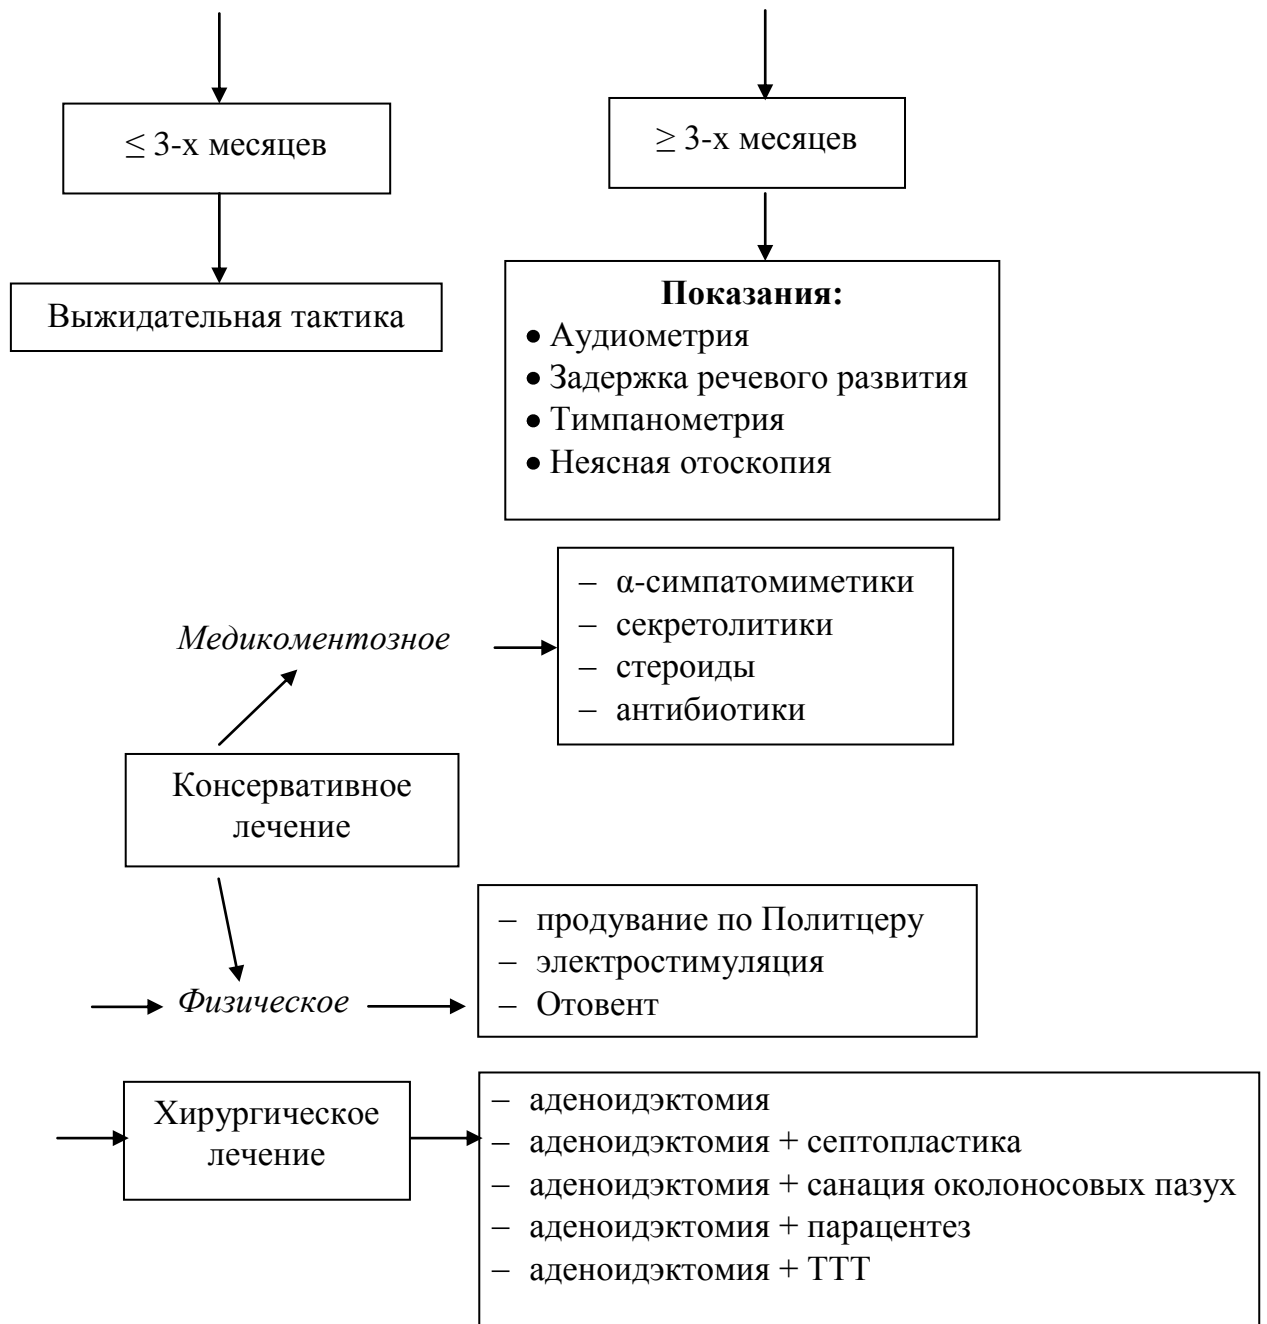 ≤ 3-х месяцев
≥ 3-х месяцев
Выжидательная тактика
Показания:
• Аудиометрия
• Задержка речевого развития
• Тимпанометрия
• Неясная отоскопия
Медикоментозное
– α-симпатомиметики
– секретолитики
– стероиды
– антибиотики
Консервативное
лечение
Физическое
– продувание по Политцеру
– электростимуляция
– Отовент
Хирургическое
лечение
– аденоидэктомия
– аденоидэктомия + септопластика
– аденоидэктомия + санация околоносовых пазух
– аденоидэктомия + парацентез
– аденоидэктомия + ТТТ